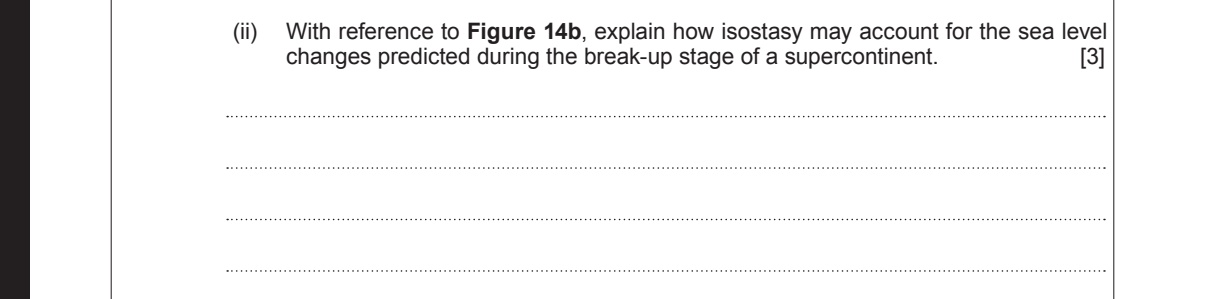 (ii) With reference to Figure 14b, explain how isostasy may account for the sea level
changes predicted during the break-up stage of a supercontinent. [3]